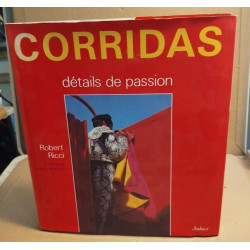 CORRIDAS
détails de passion
Robert
Ricci